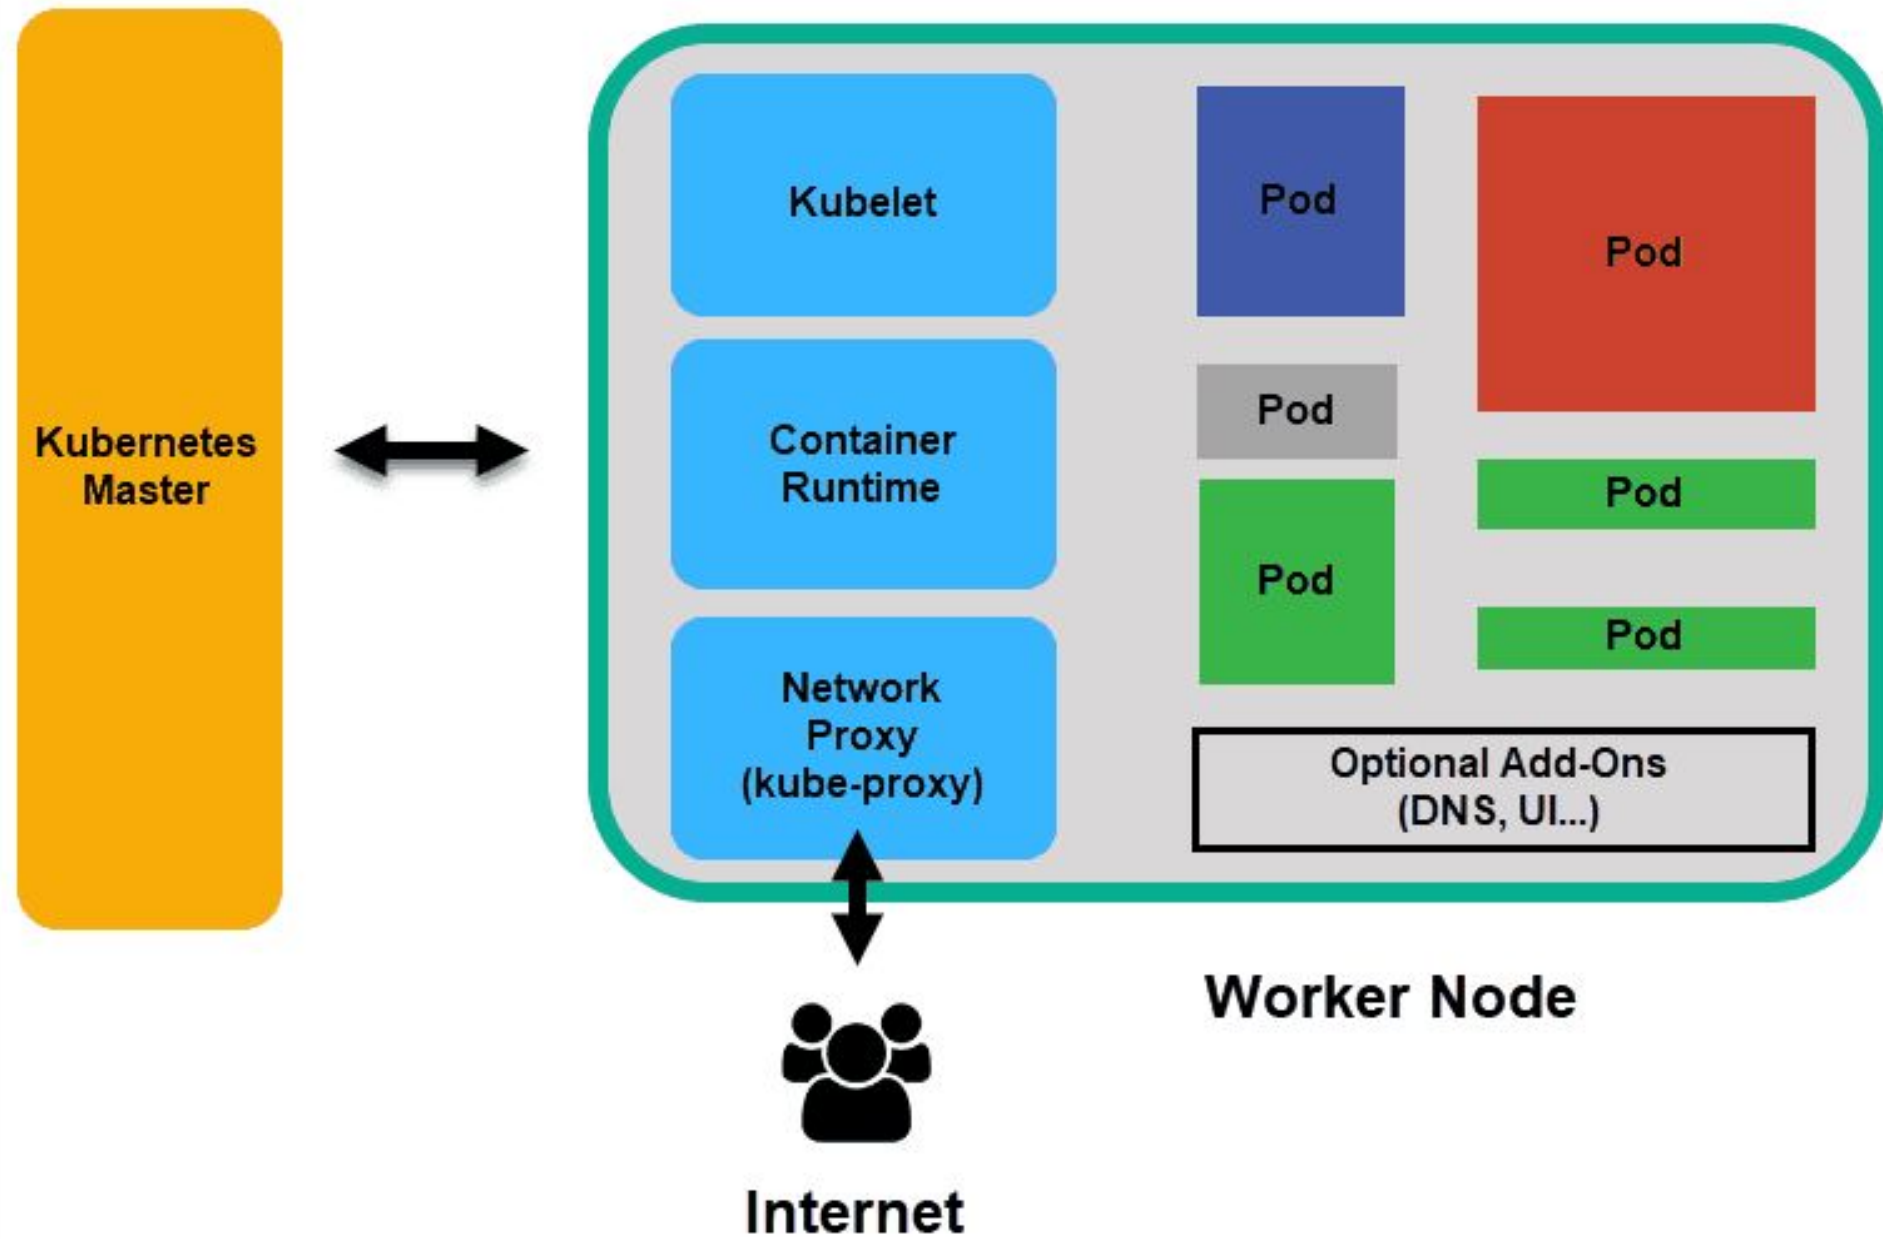 Kubernetes
Master
Kubelet
Container
Runtime
Network
Proxy
(kube-proxy)
Pod
Pod
Pod
Pod
Pod
Pod
Optional Add-Ons
(DNS, UI...)
Worker Node
Internet